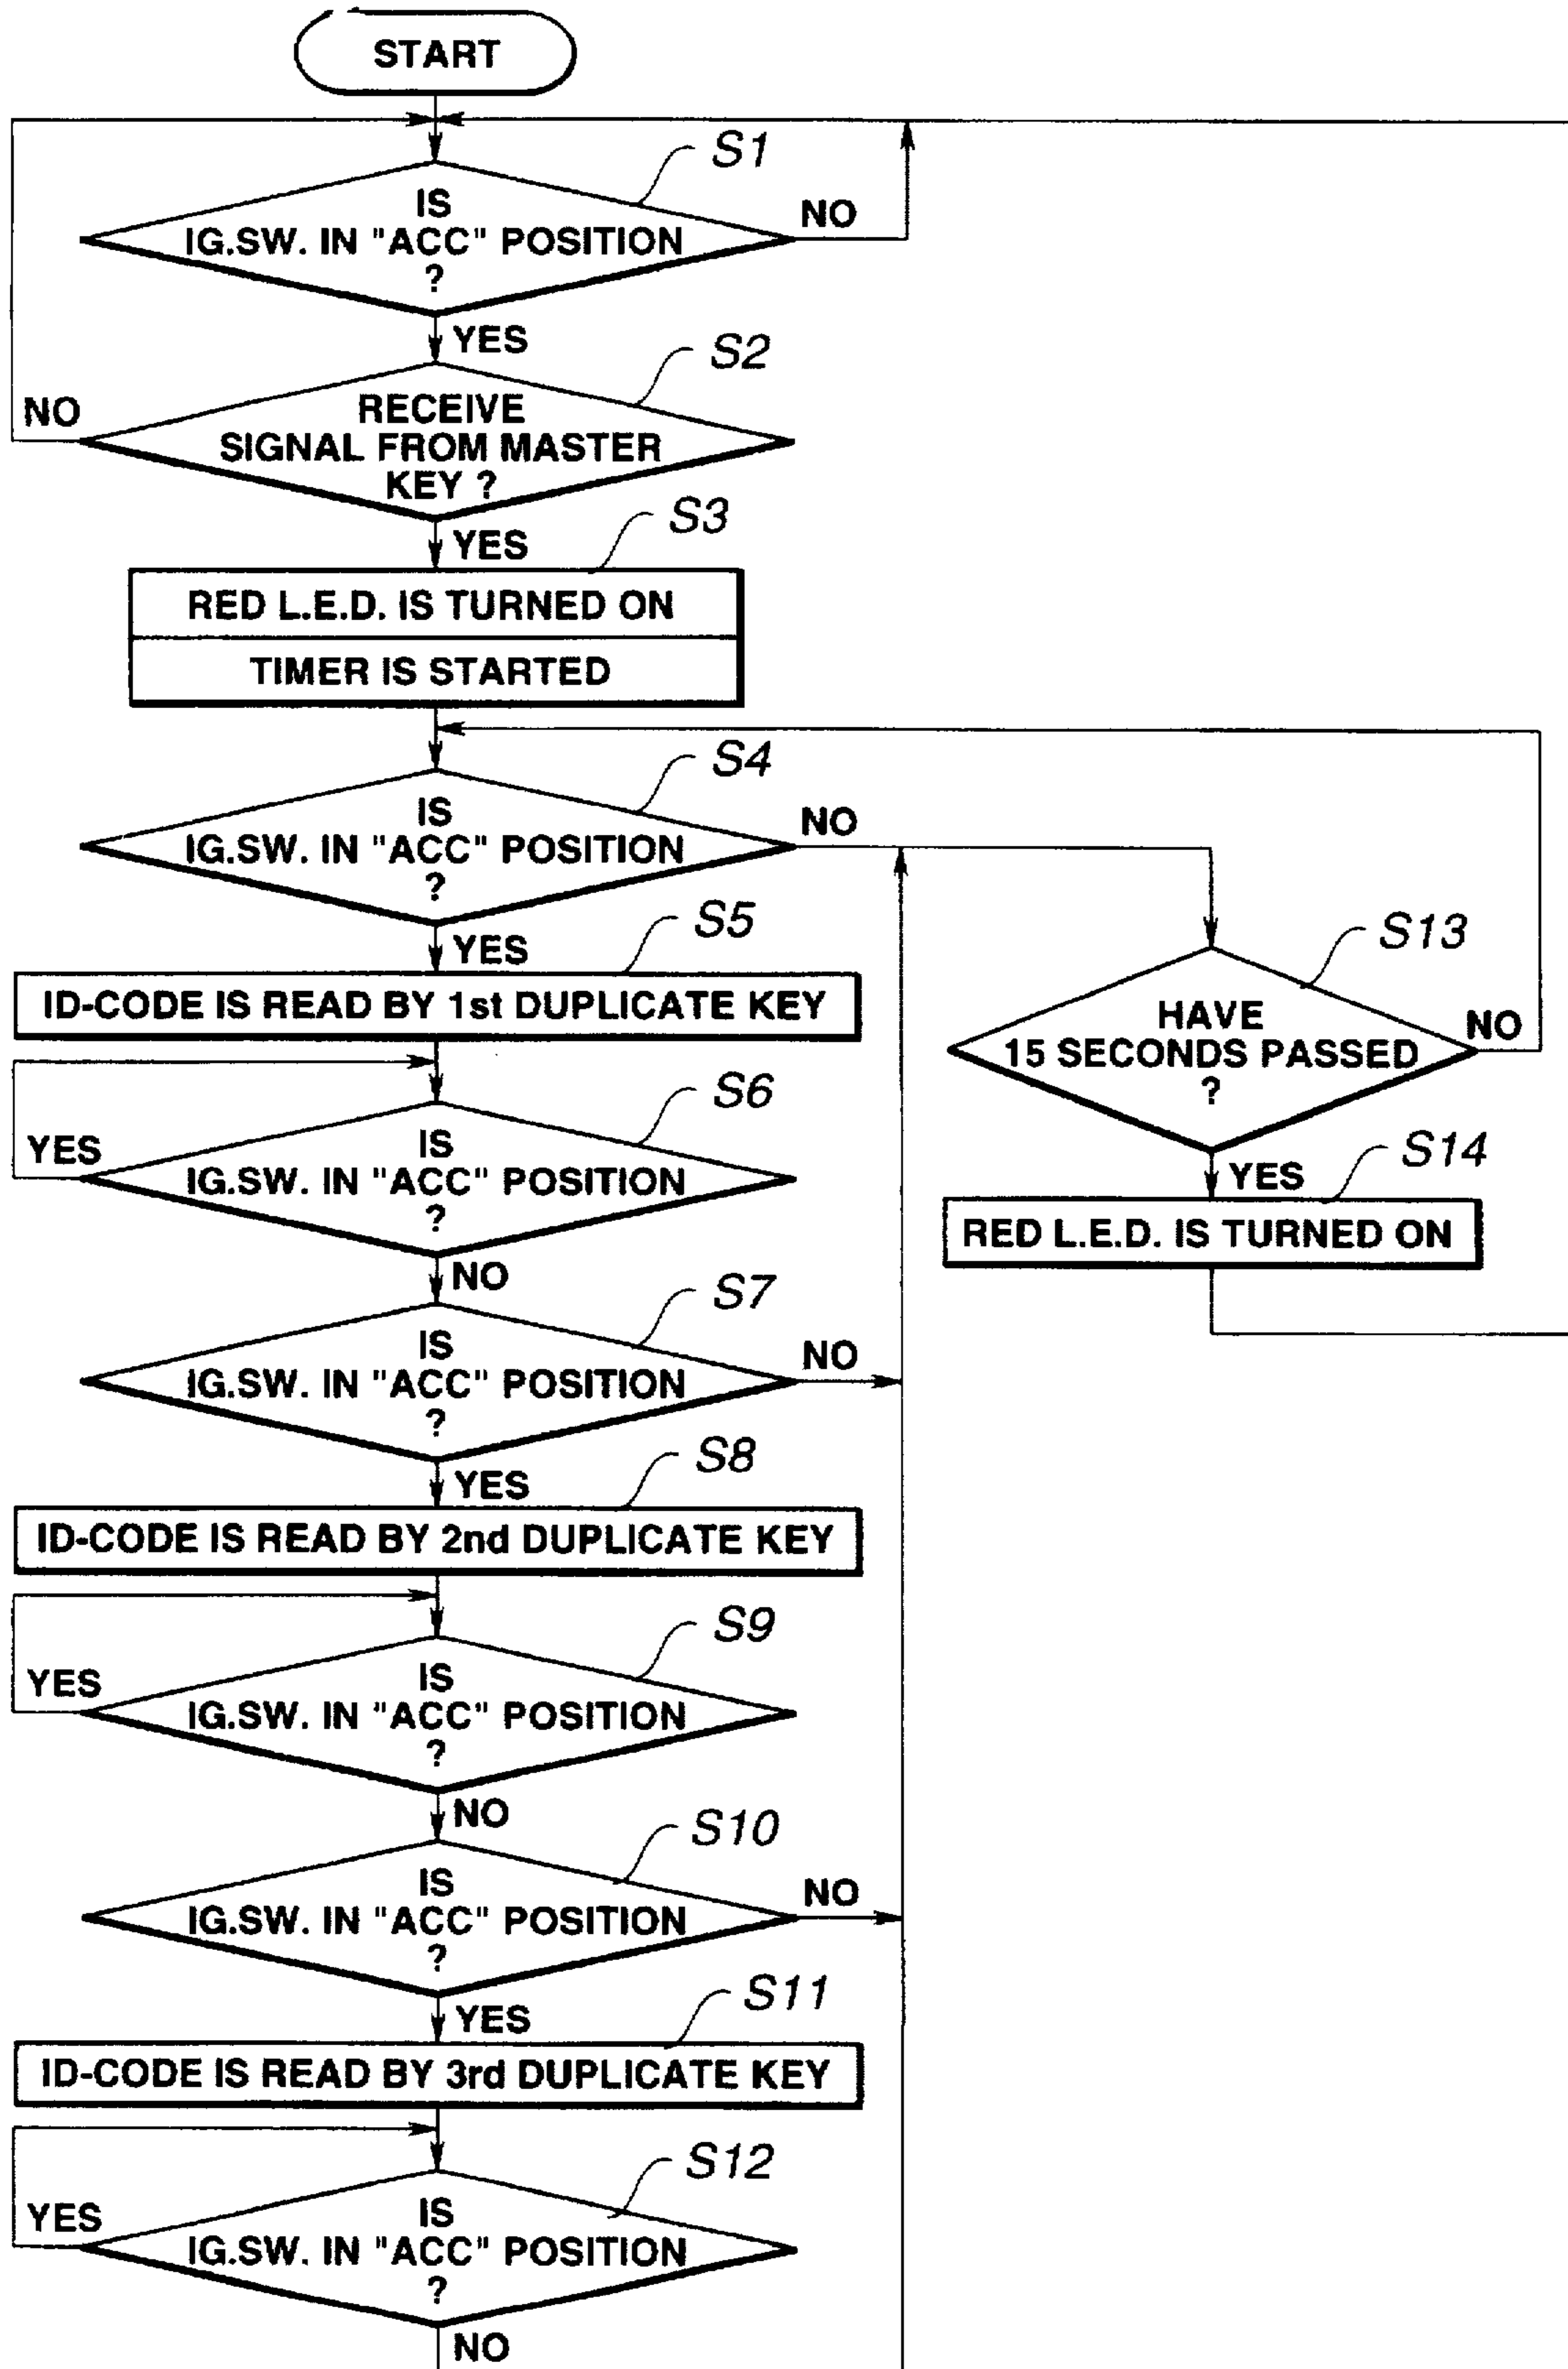 START
S1
IS
IG.SW. IN "ACC" POSITION
?
NO
YES
S2
RECEIVE
SIGNAL FROM MASTER
KEY ?
NO
YES
S3
RED L.E.D. IS TURNED ON
TIMER IS STARTED
S4
IS
IG.SW. IN "ACC" POSITION
?
NO
YES
S5
ID-CODE IS READ BY 1st DUPLICATE KEY
S6
IS
IG.SW. IN "ACC" POSITION
?
YES
NO
S7
IS
IG.SW. IN "ACC" POSITION
?
NO
YES
S8
ID-CODE IS READ BY 2nd DUPLICATE KEY
S9
IS
IG.SW. IN "ACC" POSITION
?
YES
NO
S10
IS
IG.SW. IN "ACC" POSITION
?
NO
YES
S11
ID-CODE IS READ BY 3rd DUPLICATE KEY
S12
IS
IG.SW. IN "ACC" POSITION
?
YES
NO
S13
HAVE
15 SECONDS PASSED
?
NO
YES
S14
RED L.E.D. IS TURNED ON